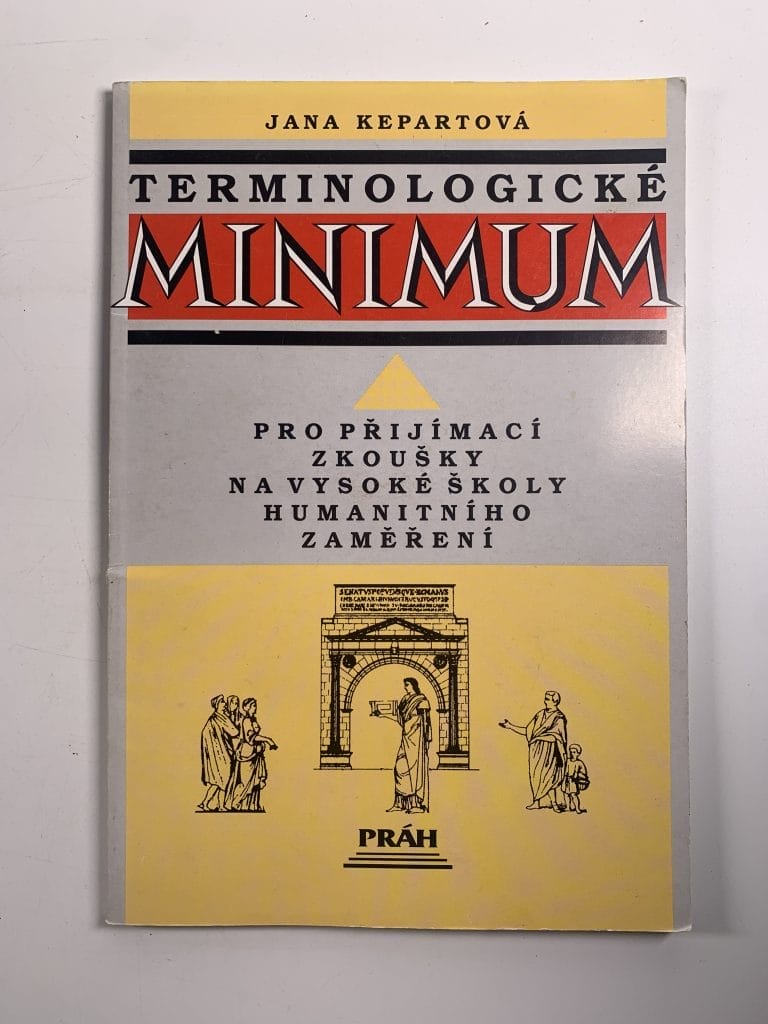 JANA KEPARTOVÁ
TERMINOLOGICKÉ
MINIMUM
PRO PŘIJÍMACÍ
ZKOUŠKY
NA VYSOKÉ ŠKOLY
HUMANITNÍHO
ZAMĚŘENÍ
PRÁH